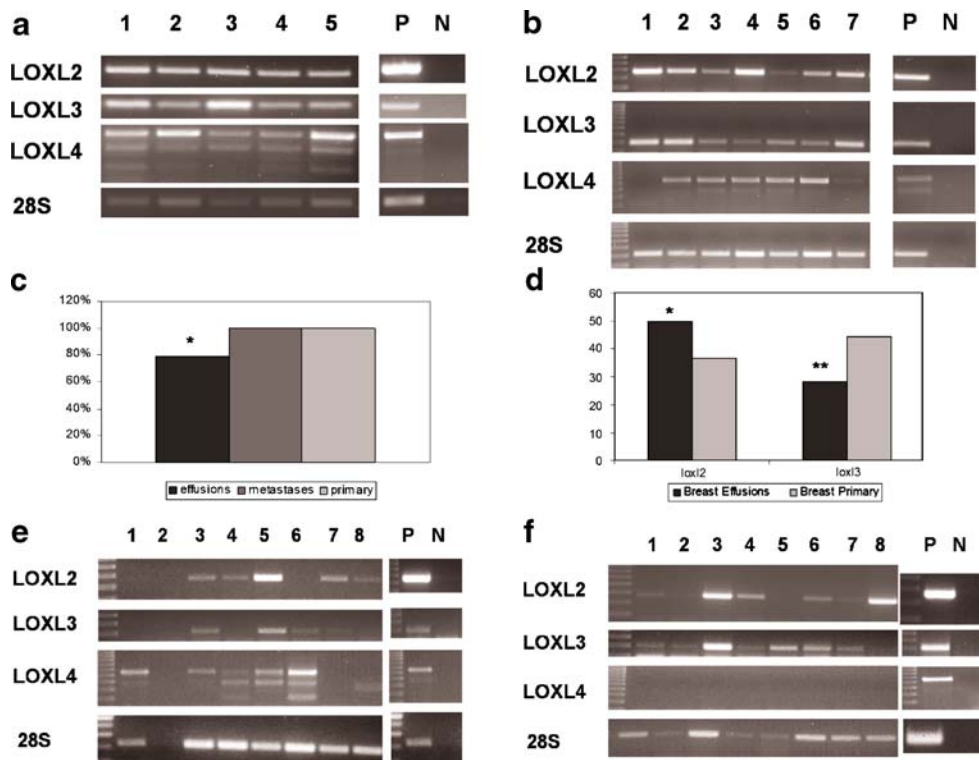 a
1 2 3 4 5 P N
LOXL2
LOXL3
LOXL4
28S
b
1 2 3 4 5 6 7 P N
LOXL2
LOXL3
LOXL4
28S
c
120%
100%
80%
60%
40%
20%
0%
*
effusions metastases primary
d
60
50
40
30
20
10
0
*
**
loxl2 loxl3
Breast Effusions Breast Primary
e
1 2 3 4 5 6 7 8 P N
LOXL2
LOXL3
LOXL4
28S
f
1 2 3 4 5 6 7 8 P N
LOXL2
LOXL3
LOXL4
28S